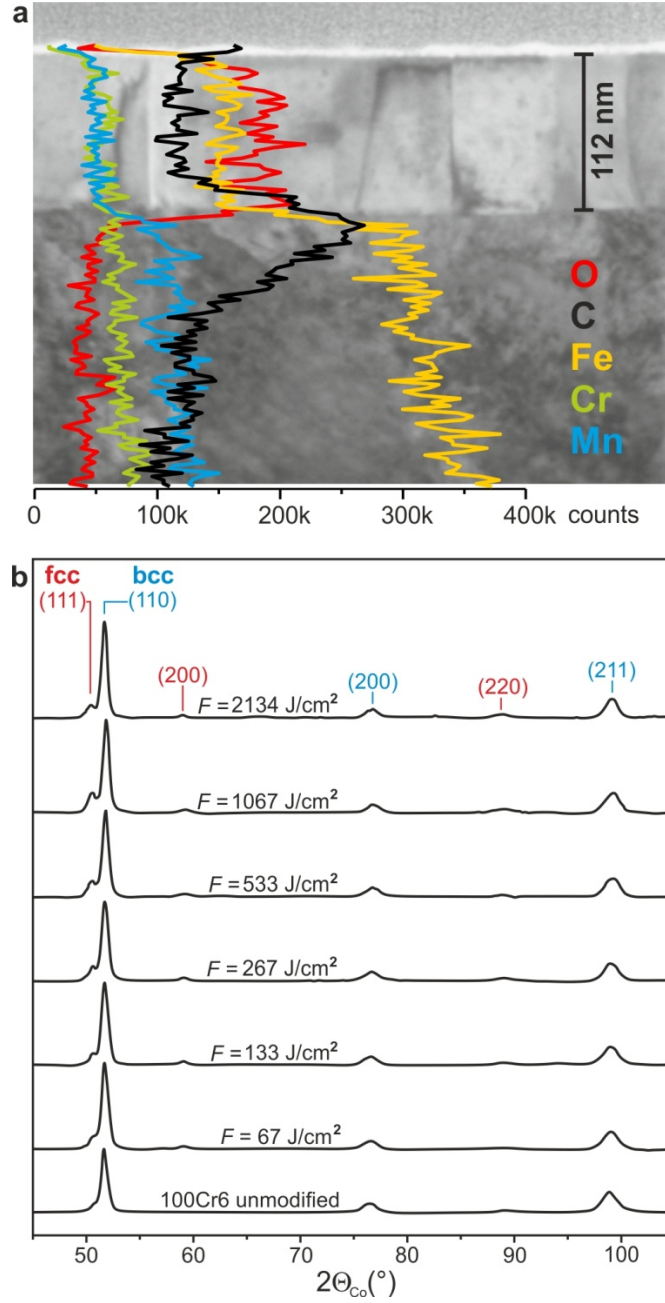 a
112 nm
O
C
Fe
Cr
Mn
0 100k 200k 300k 400k counts
b
fcc bcc
(111) (110)
(200) (200) (220) (211)
F = 2134 J/cm²
F = 1067 J/cm²
F = 533 J/cm²
F = 267 J/cm²
F = 133 J/cm²
F = 67 J/cm²
100Cr6 unmodified
50 60 70 80 90 100
2ΘCo(°)